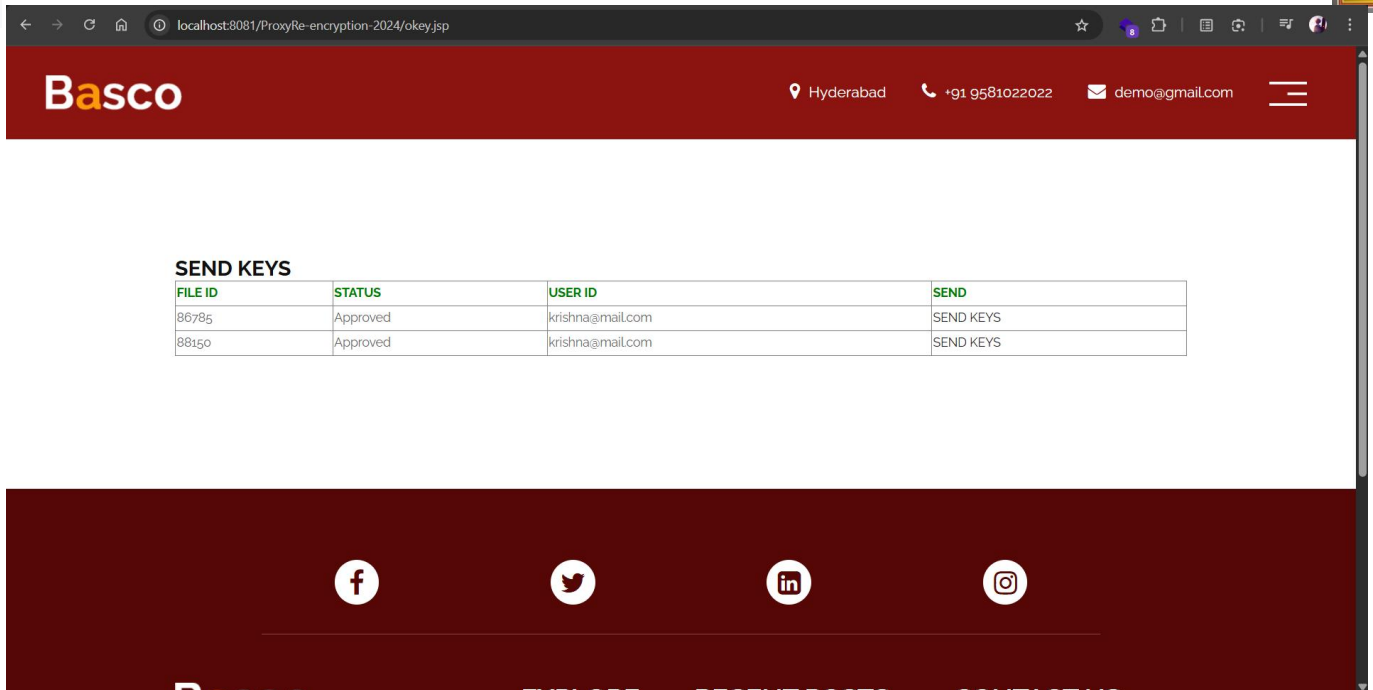 localhost:8081/ProxyRe-encryption-2024/okey.jsp
8
Basco
Hyderabad +91 9581022022 demo@gmail.com
SEND KEYS
FILE ID STATUS USER ID SEND
86785 Approved krishna@mail.com SEND KEYS
88150 Approved krishna@mail.com SEND KEYS